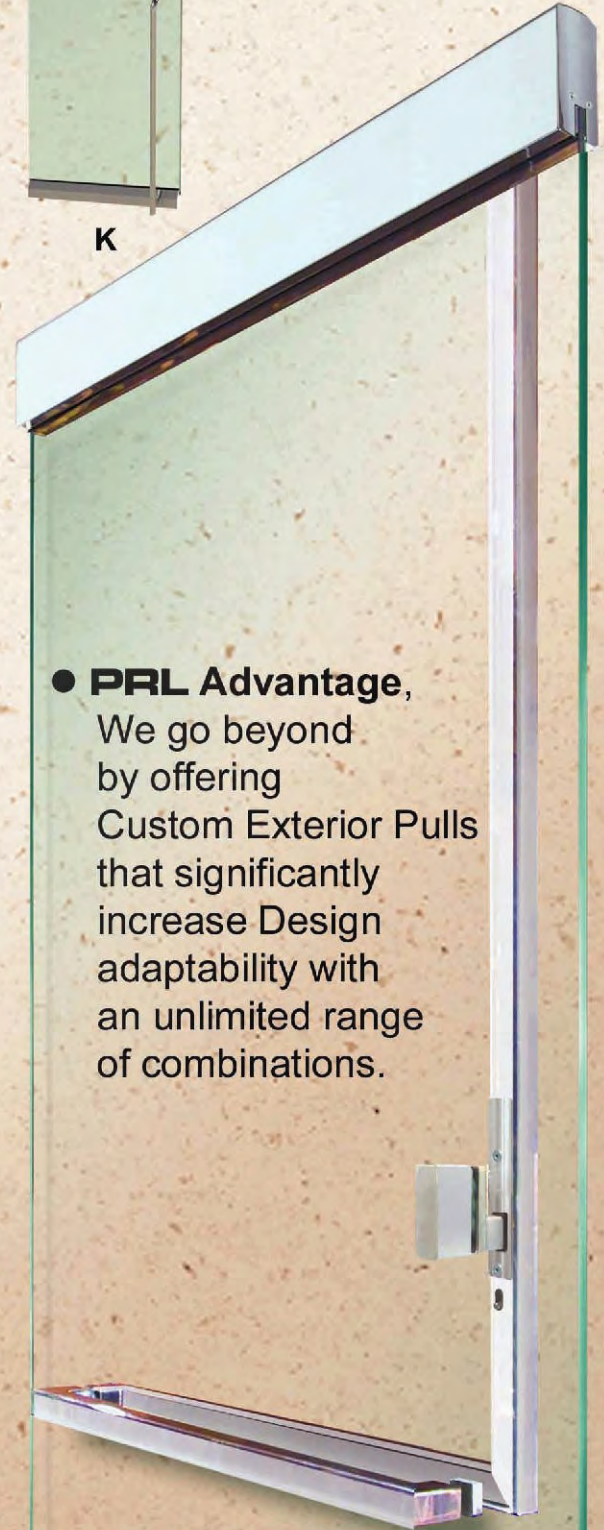 K
● PRL Advantage,
We go beyond
by offering
Custom Exterior Pulls
that significantly
increase Design
adaptability with
an unlimited range
of combinations.